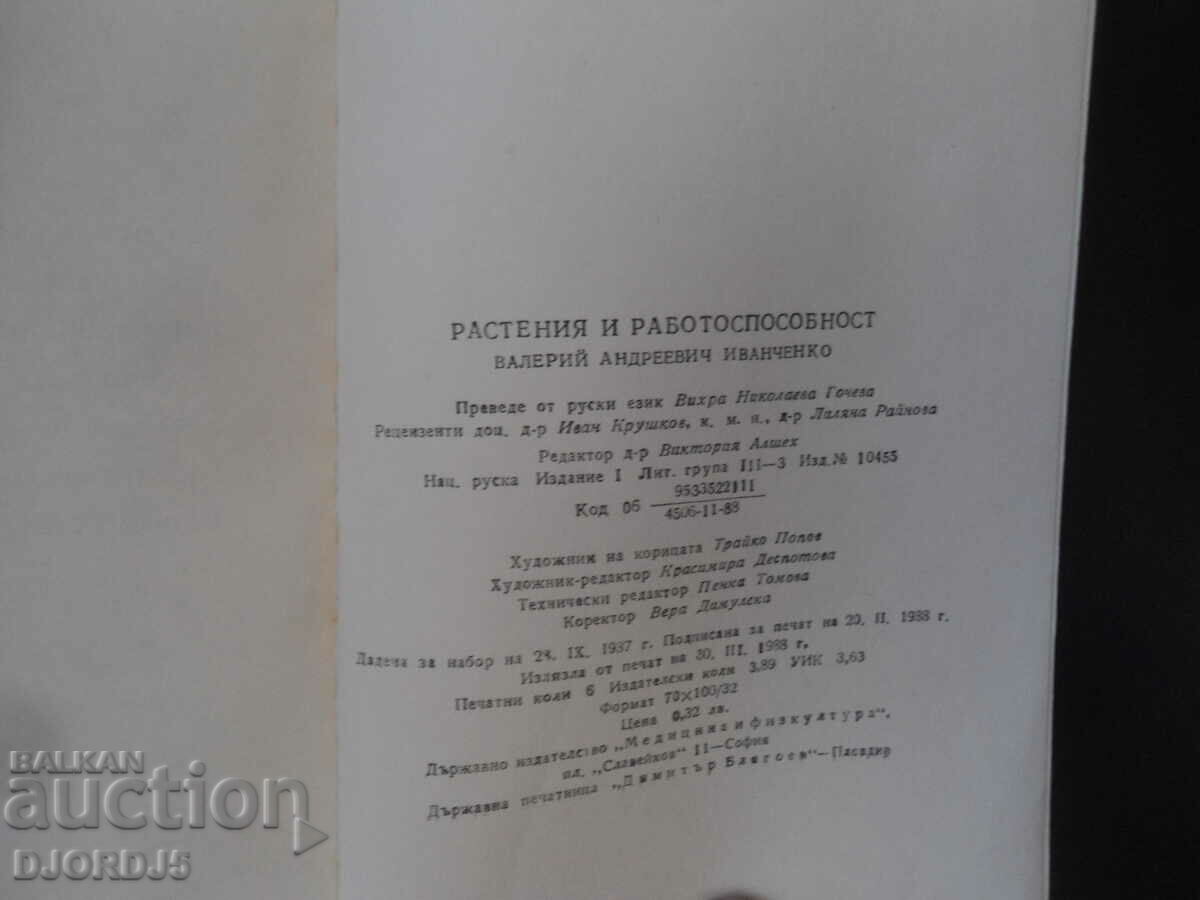 РАСТЕНИЯ И РАБОТОСПОСОБНОСТ
ВАЛЕРИЙ АНДРЕЕВИЧ ИВАНЧЕНКО
Преведе от руски език Вихра Николаева Гочева
Рецензенти доц. д-р Иван Крушков, к. м. н., д-р Лиляна Райнова
Редактор д-р Виктория Алшех
Нац. руска Издание I Лит. група III—3 Изд. № 10455
Код 06 9533522111
4506-11-88
Художник на корицата Трайко Попов
Художник-редактор Красимира Деспотова
Технически редактор Пенка Томова
Коректор Вера Данулска
Дадена за набор на 28. IX. 1937 г. Подписана за печат на 20. II. 1988 г.
Излязла от печат на 30. III. 1988 г.
Печатни коли 6 Издателски коли 3,89 УИК 3,63
Формат 70×100/32
Цена 0,32 лв.
Държавно издателство „Медицина и физкултура",
пл. „Славейков" 11—София
Държавна печатница „Димитър Благоев"—Пловдив
BALKAN
auction
DJORDJ5